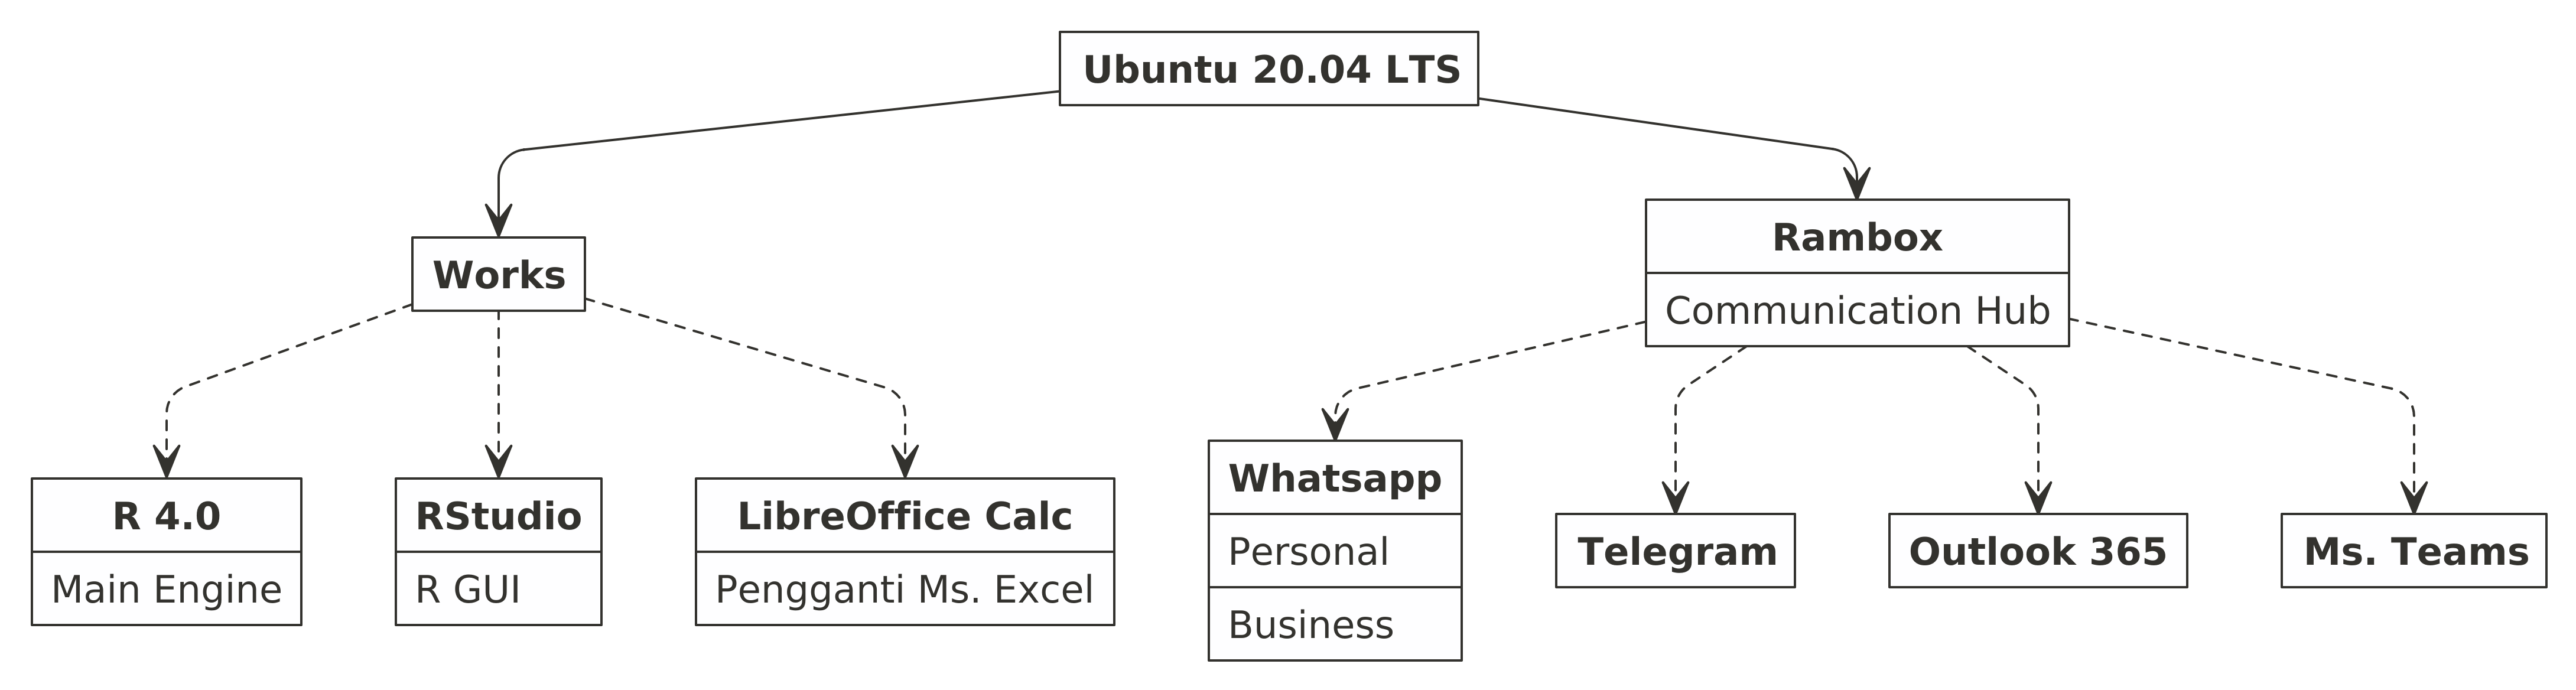 Ubuntu 20.04 LTS
Works
Rambox
Communication Hub
R 4.0
Main Engine
RStudio
R GUI
LibreOffice Calc
Pengganti Ms. Excel
Whatsapp
Personal
Business
Telegram
Outlook 365
Ms. Teams